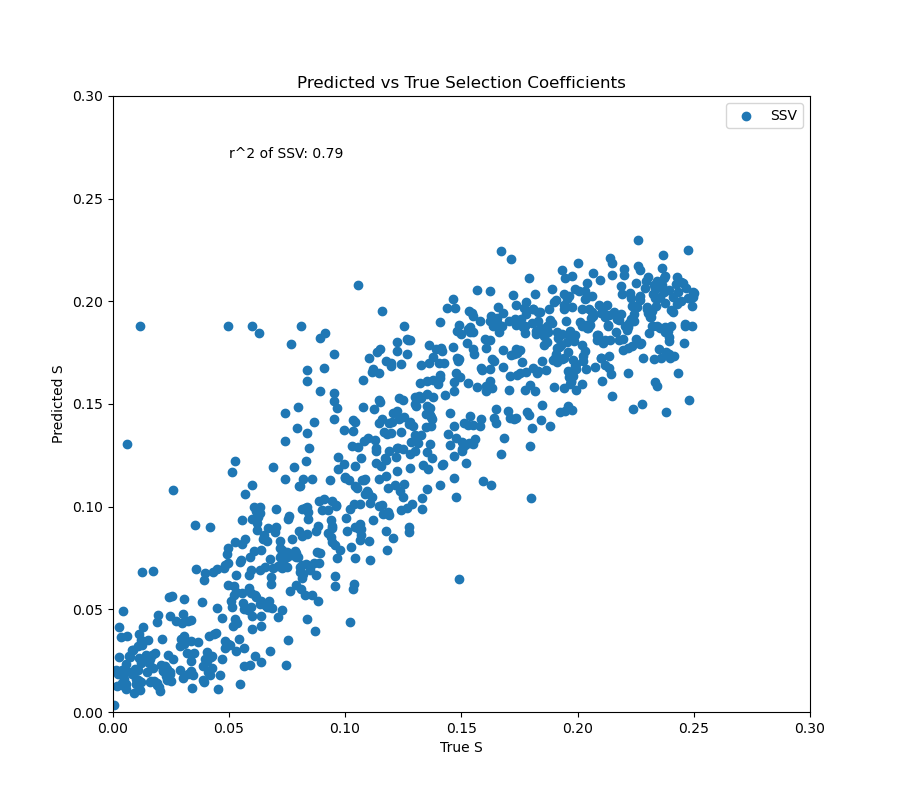 Predicted vs True Selection Coefficients
SSV
r^2 of SSV: 0.79
0.30
0.25
0.20
0.15
0.10
0.05
0.00
Predicted S
0.00 0.05 0.10 0.15 0.20 0.25 0.30
True S